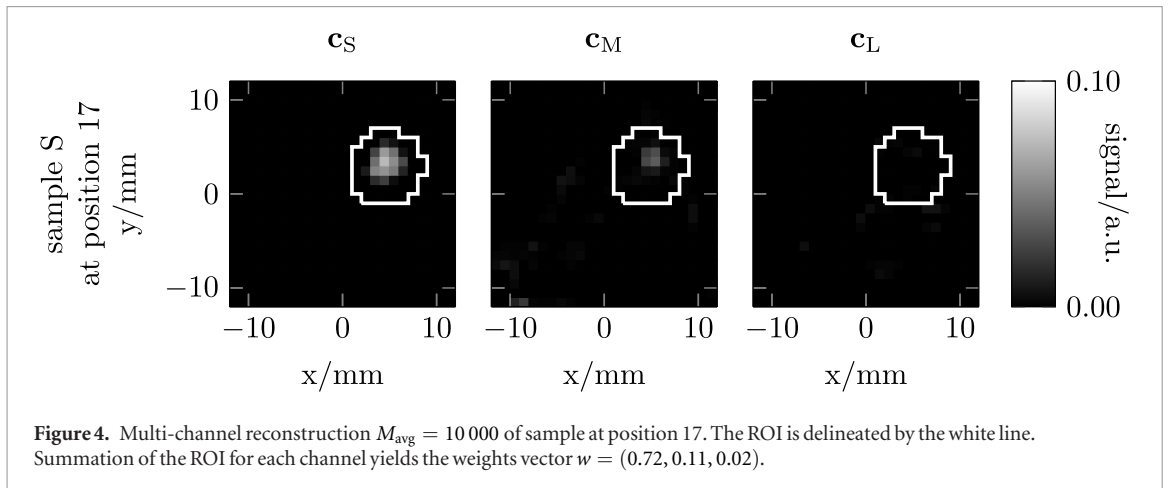 c_S c_M c_L
sample S
at position 17
y/mm
10
0
−10
−10 0 10 −10 0 10 −10 0 10
x/mm x/mm x/mm
0.10
0.00
signal/a.u.
Figure 4. Multi-channel reconstruction M_avg = 10 000 of sample at position 17. The ROI is delineated by the white line.
Summation of the ROI for each channel yields the weights vector w = (0.72, 0.11, 0.02).